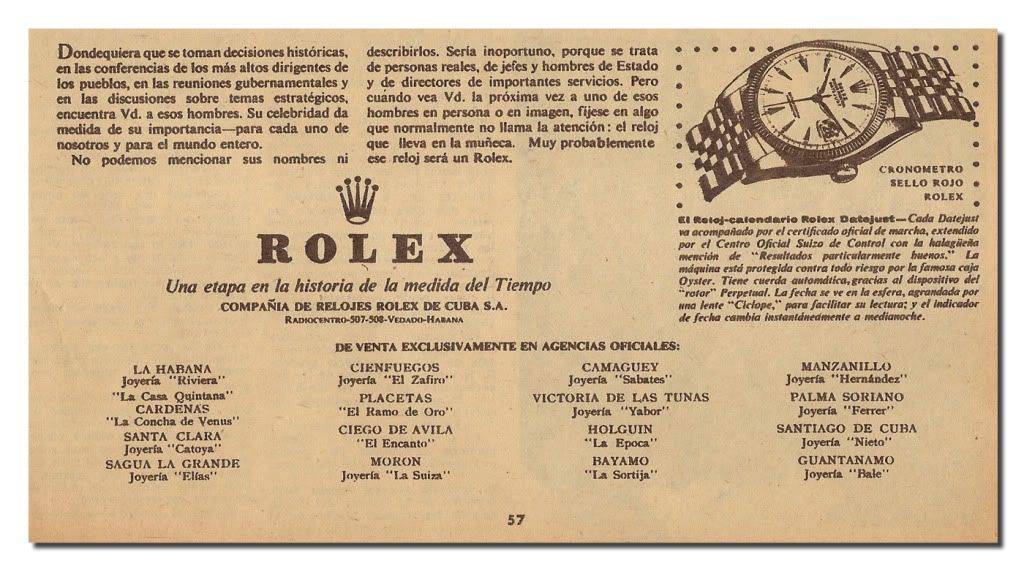 Dondequiera que se toman decisiones históricas,
en las conferencias de los más altos dirigentes de
los pueblos, en las reuniones gubernamentales y
en las discusiones sobre temas estratégicos,
encuentra Vd. a esos hombres. Su celebridad da
medida de su importancia—para cada uno de
nosotros y para el mundo entero.
No podemos mencionar sus nombres ni
describirlos. Sería inoportuno, porque se trata
de personas reales, de jefes y hombres de Estado
y de directores de importantes servicios. Pero
cuando vea Vd. la próxima vez a uno de esos
hombres en persona o en imagen, fíjese en algo
que normalmente no llama la atención: el reloj
que lleva en la muñeca. Muy probablemente
ese reloj será un Rolex.
CRONOMETRO
SELLO ROJO
ROLEX
El Reloj-calendario Rolex Datejust—Cada Datejust
va acompañado por el certificado oficial de marcha, extendido
por el Centro Oficial Suizo de Control con la halagüeña
mención de "Resultados particularmente buenos." La
máquina está protegida contra todo riesgo por la famosa caja
Oyster. Tiene cuerda automática, gracias al dispositivo del
"rotor" Perpetual. La fecha se ve en la esfera, agrandada por
una lente "Ciclope," para facilitar su lectura; y el indicador
de fecha cambia instantáneamente a medianoche.
ROLEX
Una etapa en la historia de la medida del Tiempo
COMPAÑIA DE RELOJES ROLEX DE CUBA S.A.
RADIOCENTRO-507-508-VEDADO-HABANA
DE VENTA EXCLUSIVAMENTE EN AGENCIAS OFICIALES:
LA HABANA
Joyería "Riviera"
"La Casa Quintana"
CARDENAS
"La Concha de Venus"
SANTA CLARA
Joyería "Catoya"
SAGUA LA GRANDE
Joyería "Elías"
CIENFUEGOS
Joyería "El Zafiro"
PLACETAS
"El Ramo de Oro"
CIEGO DE AVILA
"El Encanto"
MORON
Joyería "La Suiza"
CAMAGUEY
Joyería "Sabates"
VICTORIA DE LAS TUNAS
Joyería "Yabor"
HOLGUIN
"La Epoca"
BAYAMO
"La Sortija"
MANZANILLO
Joyería "Hernández"
PALMA SORIANO
Joyería "Ferrer"
SANTIAGO DE CUBA
Joyería "Nieto"
GUANTANAMO
Joyería "Bale"
57